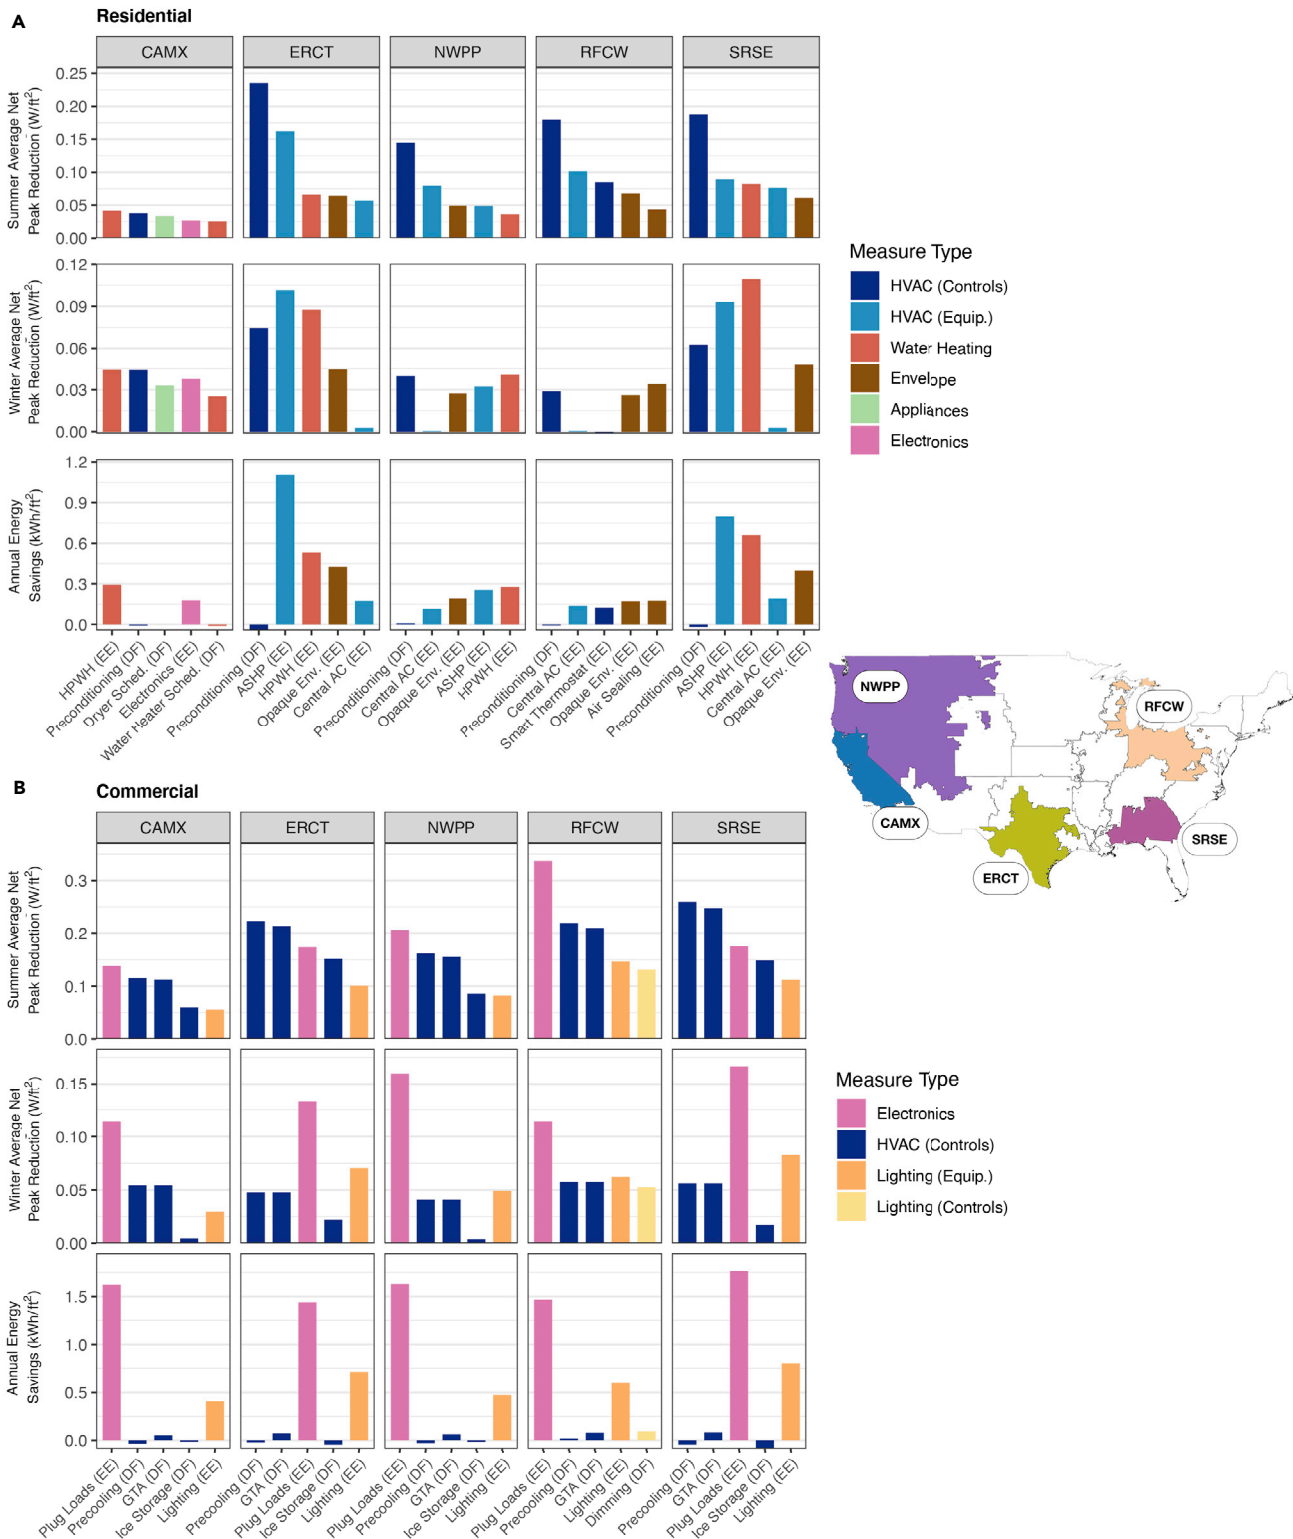 A
Residential
CAMX
ERCT
NWPP
RFCW
SRSE
Summer Average Net
Peak Reduction (W/ft²)
0.25
0.20
0.15
0.10
0.05
0.00
Winter Average Net
Peak Reduction (W/ft²)
0.12
0.09
0.06
0.03
0.00
Annual Energy
Savings (kWh/ft²)
1.2
0.9
0.6
0.3
0.0
HPWH (EE)
Preconditioning (DF)
Dryer Sched. (DF)
Electronics (EE)
Water Heater Sched. (DF)
Preconditioning (DF)
ASHP (EE)
HPWH (EE)
Opaque Env. (EE)
Central AC (EE)
Preconditioning (DF)
Central AC (EE)
Opaque Env. (EE)
ASHP (EE)
HPWH (EE)
Preconditioning (DF)
Central AC (EE)
Smart Thermostat (EE)
Opaque Env. (EE)
Air Sealing (EE)
Preconditioning (DF)
ASHP (EE)
HPWH (EE)
Central AC (EE)
Opaque Env. (EE)
Measure Type
HVAC (Controls)
HVAC (Equip.)
Water Heating
Envelope
Appliances
Electronics
NWPP
RFCW
CAMX
SRSE
ERCT
B
Commercial
CAMX
ERCT
NWPP
RFCW
SRSE
Summer Average Net
Peak Reduction (W/ft²)
0.3
0.2
0.1
0.0
Winter Average Net
Peak Reduction (W/ft²)
0.15
0.10
0.05
0.00
Annual Energy
Savings (kWh/ft²)
1.5
1.0
0.5
0.0
Plug Loads (EE)
Precooling (DF)
GTA (DF)
Ice Storage (DF)
Lighting (EE)
Precooling (DF)
GTA (DF)
Plug Loads (EE)
Ice Storage (DF)
Lighting (EE)
Plug Loads (EE)
Precooling (DF)
GTA (DF)
Ice Storage (DF)
Lighting (EE)
Plug Loads (EE)
Precooling (DF)
GTA (DF)
Lighting (EE)
Dimming (DF)
Precooling (DF)
GTA (DF)
Plug Loads (EE)
Ice Storage (DF)
Lighting (EE)
Measure Type
Electronics
HVAC (Controls)
Lighting (Equip.)
Lighting (Controls)